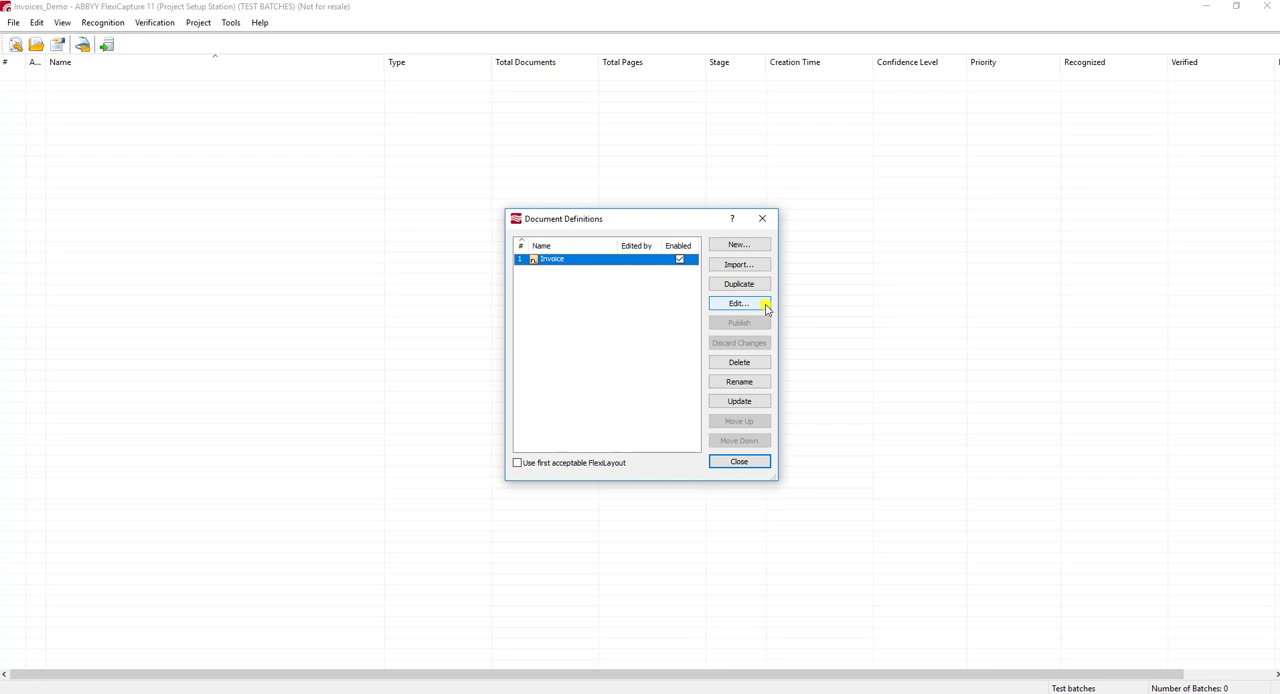 Invoices_Demo - ABBYY FlexiCapture 11 (Project Setup Station) (TEST BATCHES) (Not for resale)
File Edit View Recognition Verification Project Tools Help
# A... Name Type Total Documents Total Pages Stage Creation Time Confidence Level Priority Recognized Verified
Document Definitions ?
# Name Edited by Enabled
1 Invoice
New...
Import...
Duplicate
Edit...
Publish
Discard Changes
Delete
Rename
Update
Move Up
Move Down
Use first acceptable FlexiLayout
Close
Test batches Number of Batches: 0